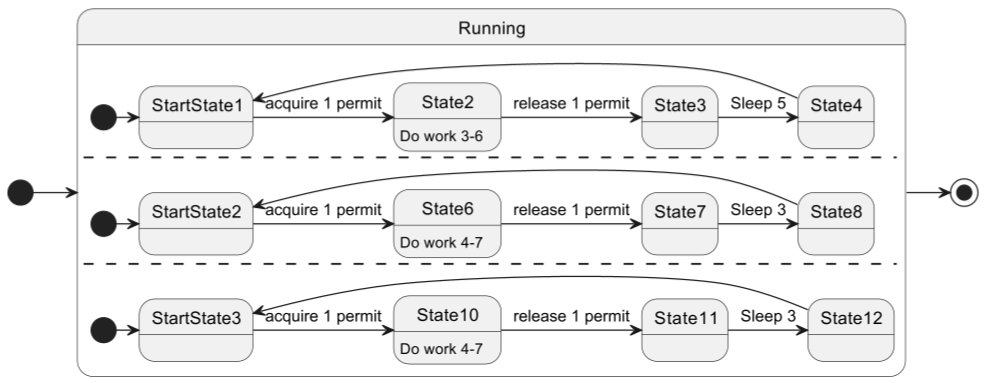 Running
StartState1
acquire 1 permit
State2
Do work 3-6
release 1 permit
State3
Sleep 5
State4
StartState2
acquire 1 permit
State6
Do work 4-7
release 1 permit
State7
Sleep 3
State8
StartState3
acquire 1 permit
State10
Do work 4-7
release 1 permit
State11
Sleep 3
State12